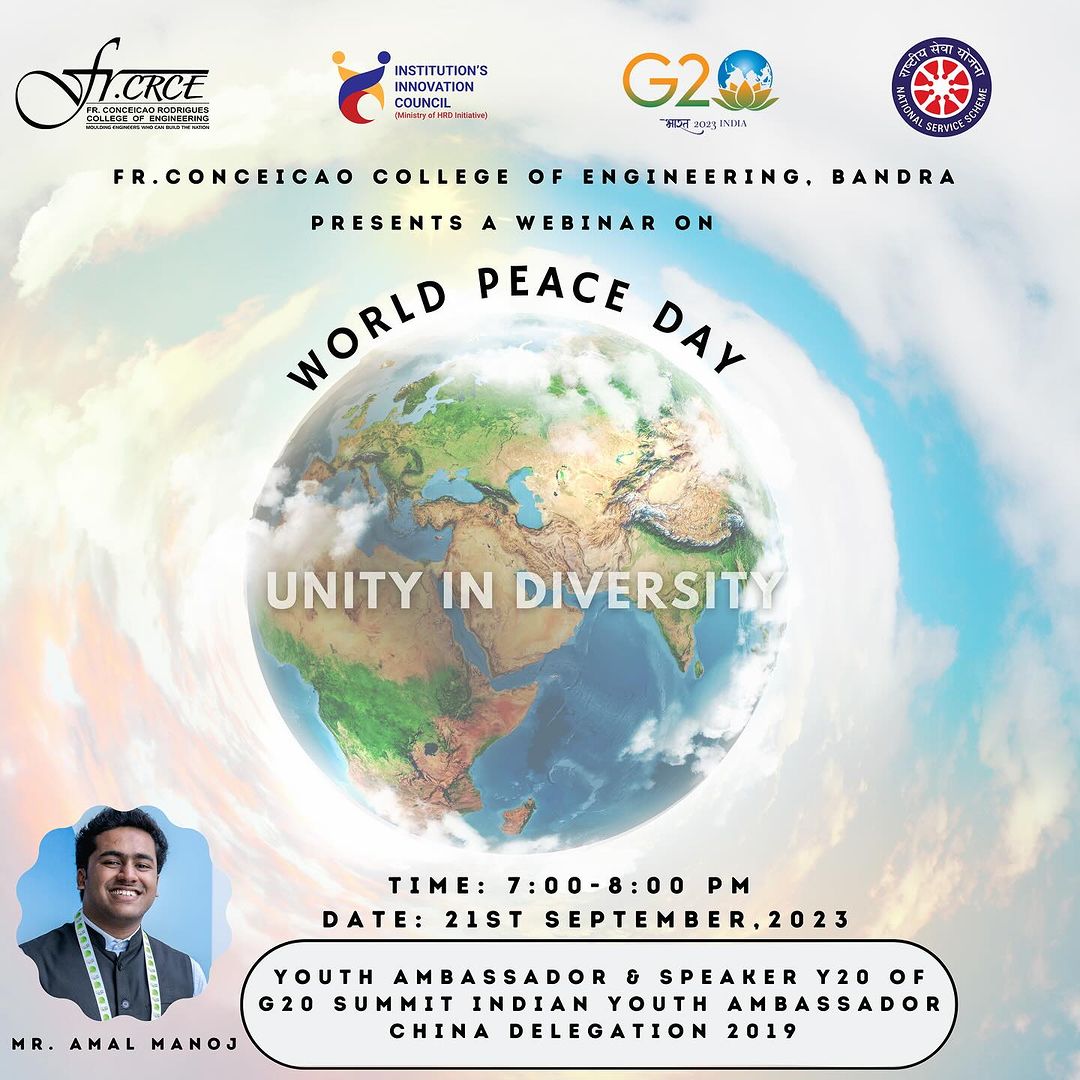 Fr.CRCE
FR. CONCEICAO RODRIGUES
COLLEGE OF ENGINEERING
MOULDING ENGINEERS WHO CAN BUILD THE NATION
INSTITUTION'S
INNOVATION
COUNCIL
(Ministry of HRD Initiative)
G20
भारत 2023 INDIA
राष्ट्रीय सेवा योजना
NATIONAL SERVICE SCHEME
FR.CONCEICAO COLLEGE OF ENGINEERING, BANDRA
PRESENTS A WEBINAR ON
WORLD PEACE DAY
UNITY IN DIVERSITY
TIME: 7:00-8:00 PM
DATE: 21ST SEPTEMBER,2023
YOUTH AMBASSADOR & SPEAKER Y20 OF
G20 SUMMIT INDIAN YOUTH AMBASSADOR
CHINA DELEGATION 2019
MR. AMAL MANOJ